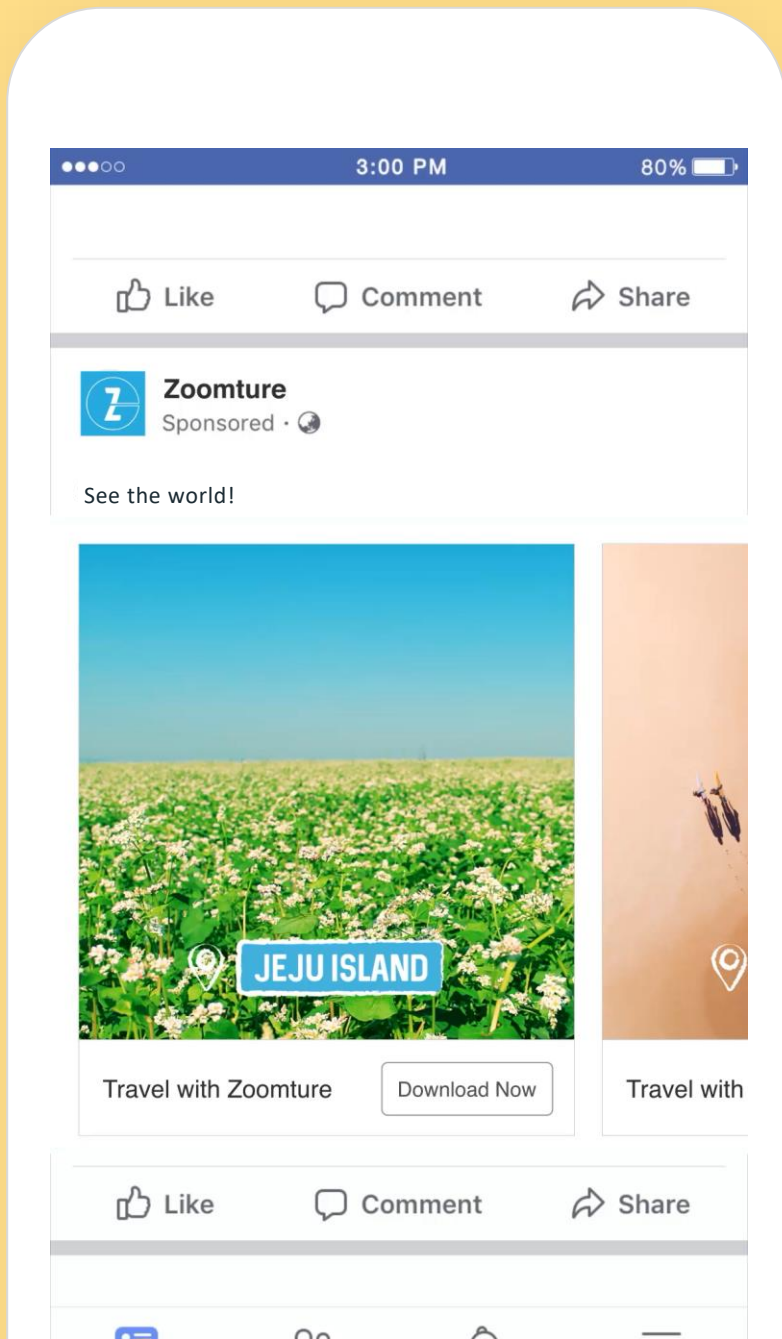 3:00 PM 80%
Like Comment Share
Zoomture
Sponsored ·
See the world!
JEJU ISLAND
Travel with Zoomture Download Now Travel with
Like Comment Share